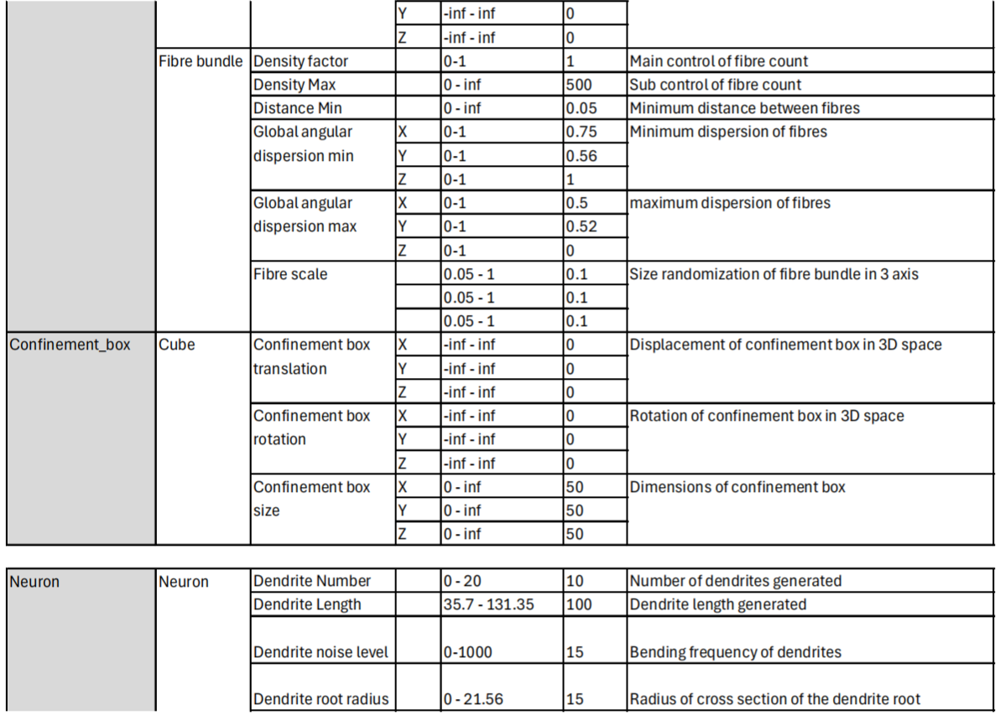 Y -inf - inf 0
Z -inf - inf 0
Fibre bundle Density factor 0-1 1 Main control of fibre count
Density Max 0 - inf 500 Sub control of fibre count
Distance Min 0 - inf 0.05 Minimum distance between fibres
Global angular X 0-1 0.75 Minimum dispersion of fibres
dispersion min Y 0-1 0.56
Z 0-1 1
Global angular X 0-1 0.5 maximum dispersion of fibres
dispersion max Y 0-1 0.52
Z 0-1 0
Fibre scale 0.05 - 1 0.1 Size randomization of fibre bundle in 3 axis
0.05 - 1 0.1
0.05 - 1 0.1
Confinement_box Cube Confinement box X -inf - inf 0 Displacement of confinement box in 3D space
translation Y -inf - inf 0
Z -inf - inf 0
Confinement box X -inf - inf 0 Rotation of confinement box in 3D space
rotation Y -inf - inf 0
Z -inf - inf 0
Confinement box X 0 - inf 50 Dimensions of confinement box
size Y 0 - inf 50
Z 0 - inf 50
Neuron Neuron Dendrite Number 0 - 20 10 Number of dendrites generated
Dendrite Length 35.7 - 131.35 100 Dendrite length generated
Dendrite noise level 0-1000 15 Bending frequency of dendrites
Dendrite root radius 0 - 21.56 15 Radius of cross section of the dendrite root